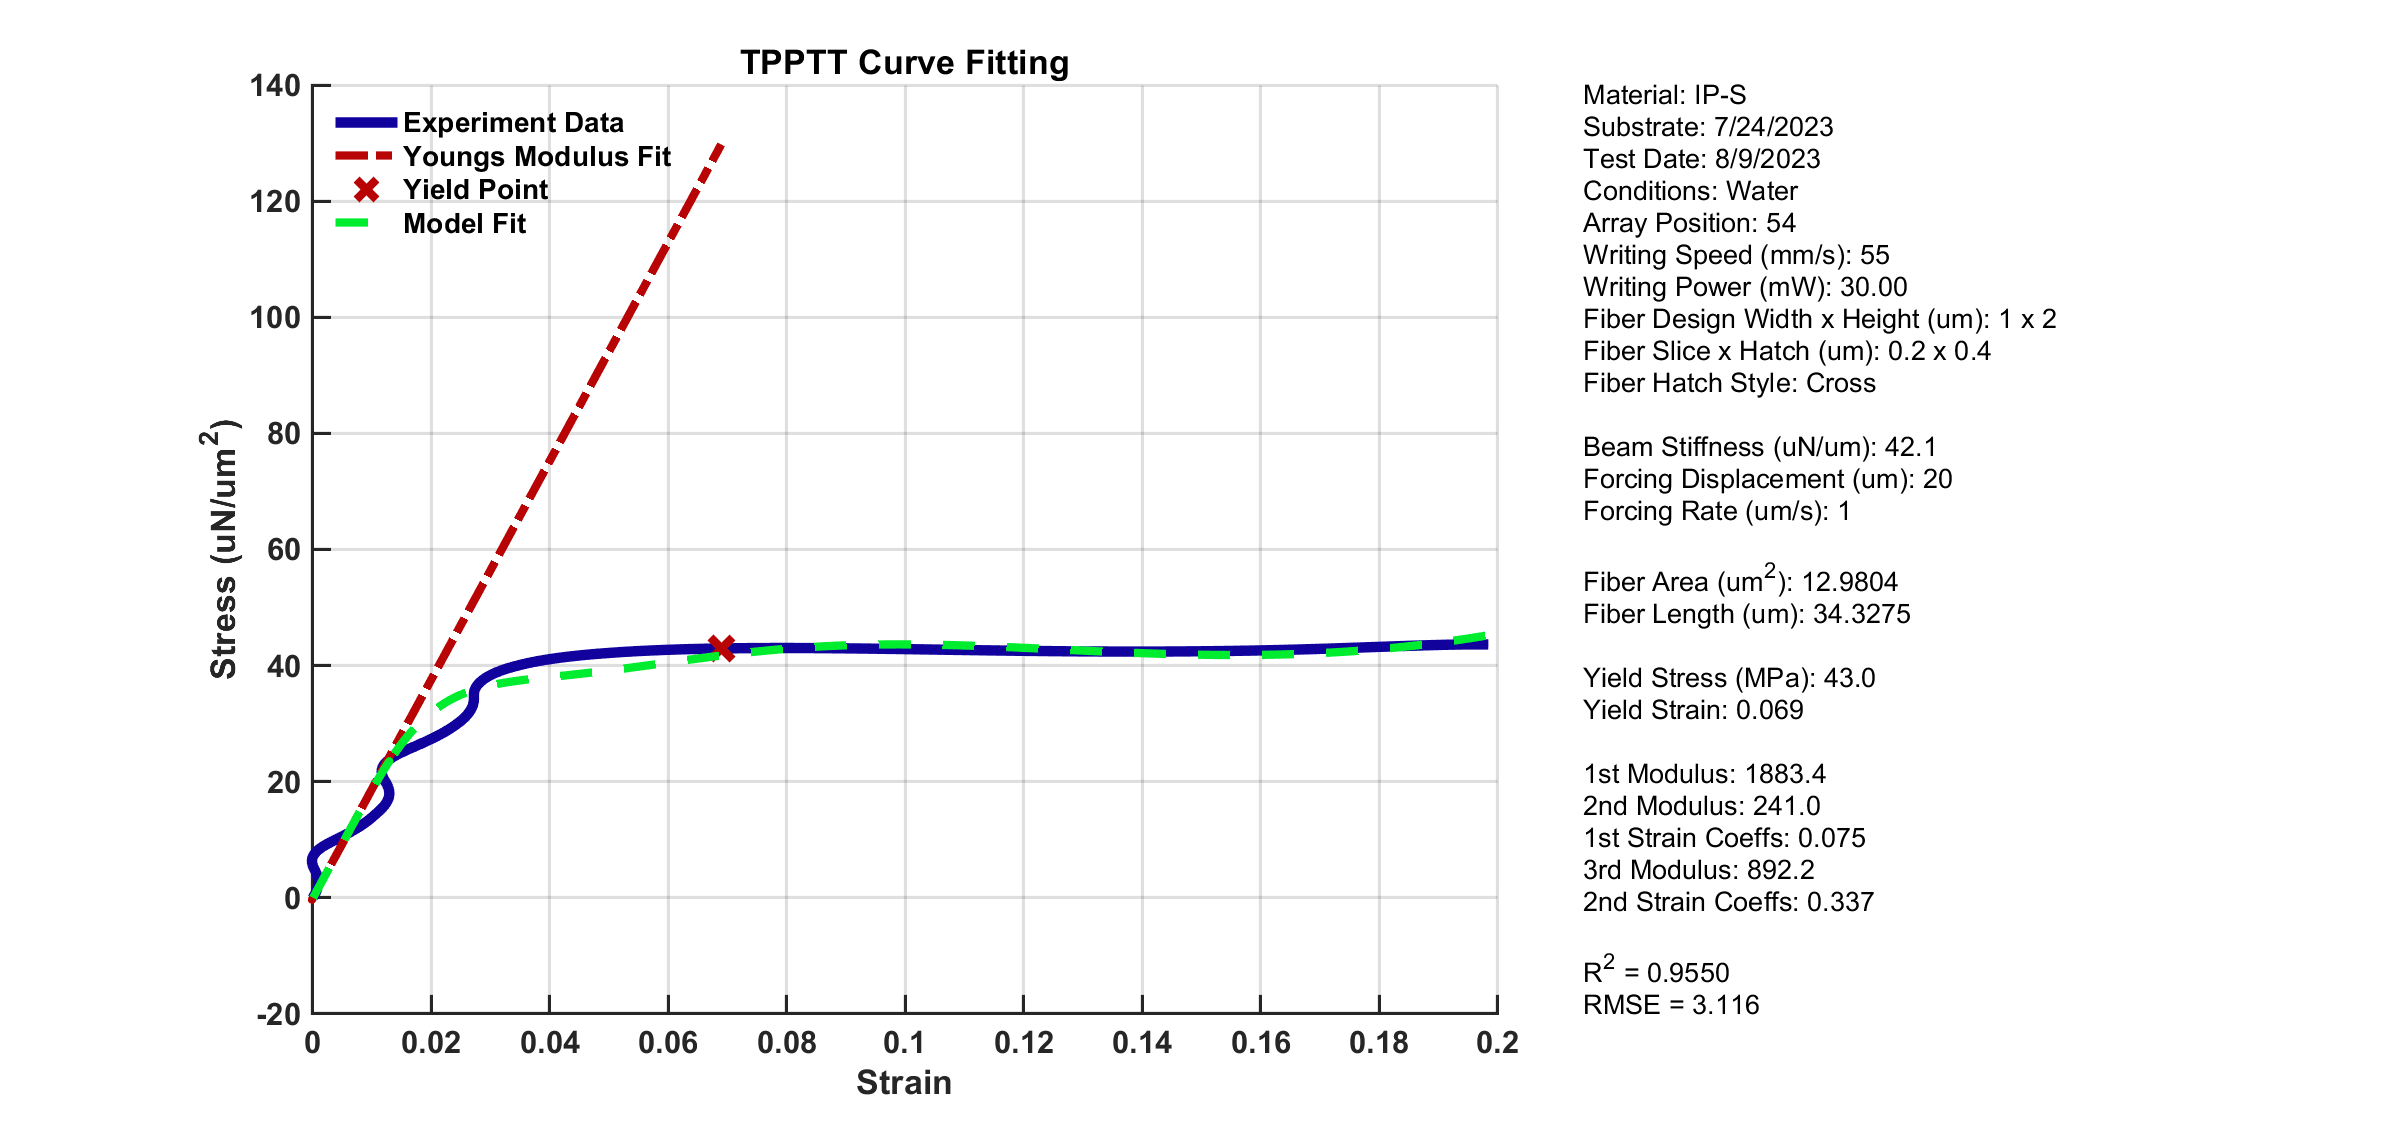 TPPTT Curve Fitting
140
120
100
80
60
40
20
0
-20
Stress (uN/um²)
Experiment Data
Youngs Modulus Fit
Yield Point
Model Fit
0 0.02 0.04 0.06 0.08 0.1 0.12 0.14 0.16 0.18 0.2
Strain
Material: IP-S
Substrate: 7/24/2023
Test Date: 8/9/2023
Conditions: Water
Array Position: 54
Writing Speed (mm/s): 55
Writing Power (mW): 30.00
Fiber Design Width x Height (um): 1 x 2
Fiber Slice x Hatch (um): 0.2 x 0.4
Fiber Hatch Style: Cross
Beam Stiffness (uN/um): 42.1
Forcing Displacement (um): 20
Forcing Rate (um/s): 1
Fiber Area (um²): 12.9804
Fiber Length (um): 34.3275
Yield Stress (MPa): 43.0
Yield Strain: 0.069
1st Modulus: 1883.4
2nd Modulus: 241.0
1st Strain Coeffs: 0.075
3rd Modulus: 892.2
2nd Strain Coeffs: 0.337
R² = 0.9550
RMSE = 3.116